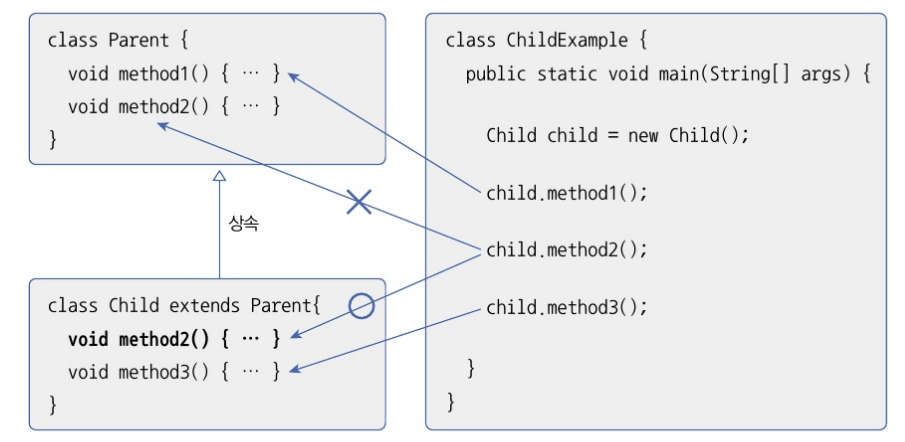 class Parent {
void method1() { … }
void method2() { … }
}
상속
class Child extends Parent{
void method2() { … }
void method3() { … }
}
class ChildExample {
public static void main(String[] args) {
Child child = new Child();
child.method1();
child.method2();
child.method3();
}
}